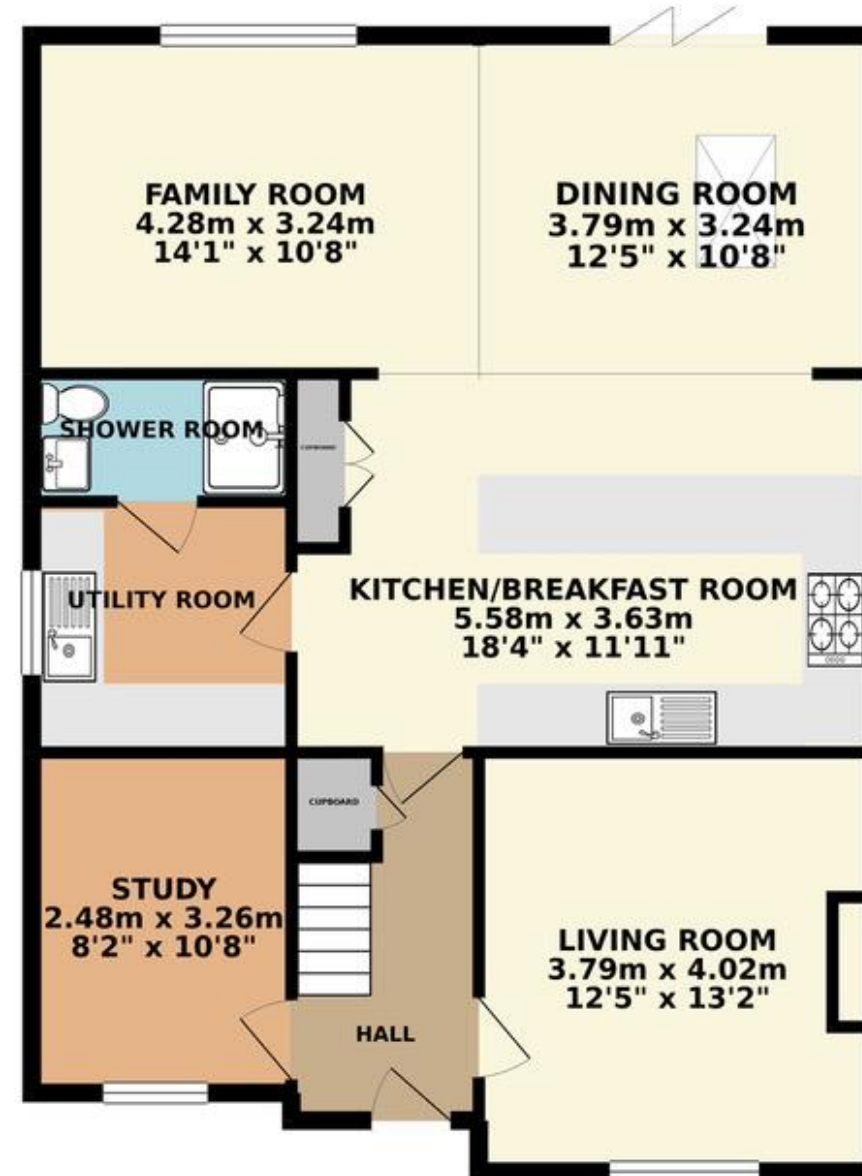 FAMILY ROOM
4.28m x 3.24m
14'1" x 10'8"
DINING ROOM
3.79m x 3.24m
12'5" x 10'8"
SHOWER ROOM
CUPBOARD
UTILITY ROOM
KITCHEN/BREAKFAST ROOM
5.58m x 3.63m
18'4" x 11'11"
CUPBOARD
STUDY
2.48m x 3.26m
8'2" x 10'8"
LIVING ROOM
3.79m x 4.02m
12'5" x 13'2"
HALL